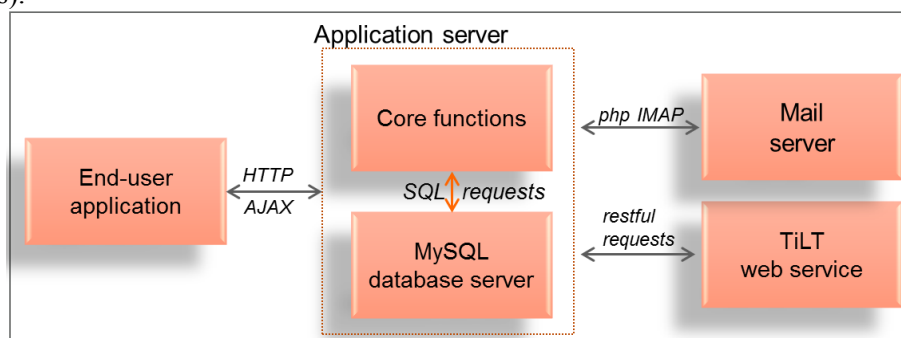 s).
Application server
Core functions
php IMAP
Mail
server
End-user
application
HTTP
AJAX
SQL requests
MySQL
database server
restful
requests
TiLT
web service